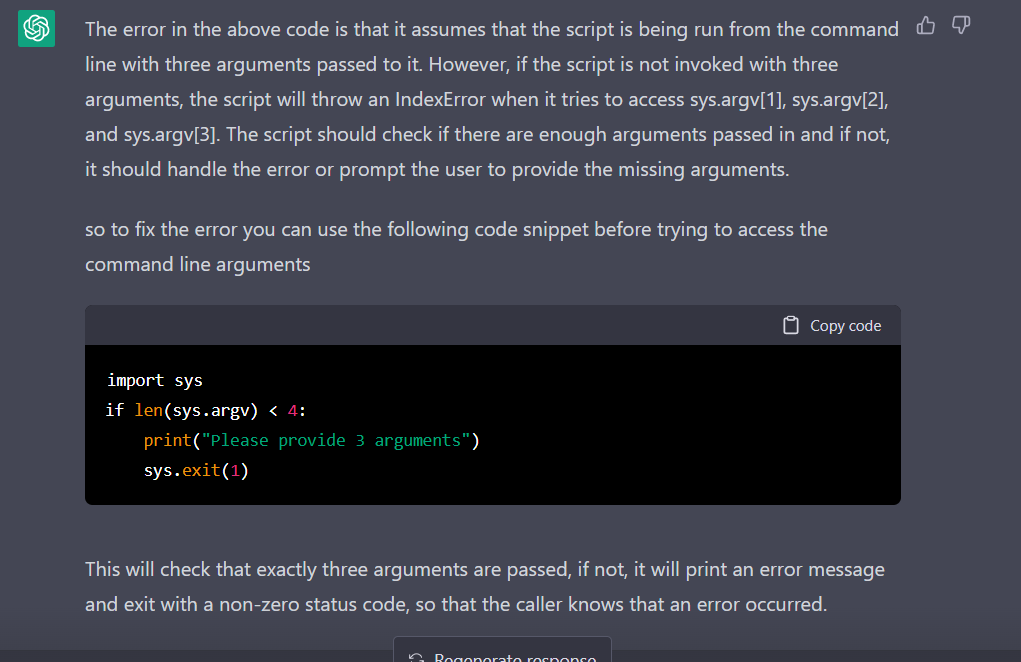 The error in the above code is that it assumes that the script is being run from the command
line with three arguments passed to it. However, if the script is not invoked with three
arguments, the script will throw an IndexError when it tries to access sys.argv[1], sys.argv[2],
and sys.argv[3]. The script should check if there are enough arguments passed in and if not,
it should handle the error or prompt the user to provide the missing arguments.
so to fix the error you can use the following code snippet before trying to access the
command line arguments
Copy code
import sys
if len(sys.argv) < 4:
    print("Please provide 3 arguments")
    sys.exit(1)
This will check that exactly three arguments are passed, if not, it will print an error message
and exit with a non-zero status code, so that the caller knows that an error occurred.
Regenerate response